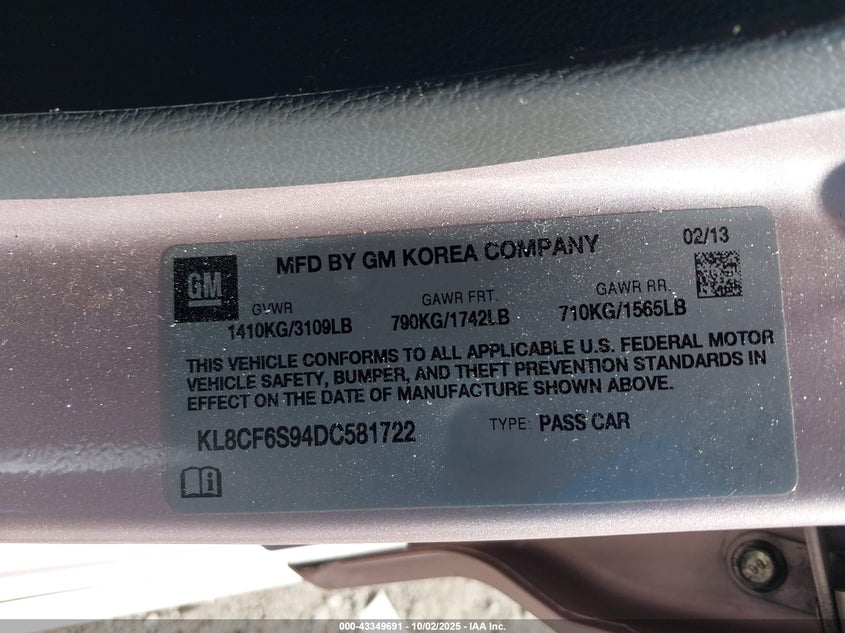 GM
MFD BY GM KOREA COMPANY
02/13
GVWR
1410KG/3109LB
GAWR FRT.
790KG/1742LB
GAWR RR.
710KG/1565LB
THIS VEHICLE CONFORMS TO ALL APPLICABLE U.S. FEDERAL MOTOR
VEHICLE SAFETY, BUMPER, AND THEFT PREVENTION STANDARDS IN
EFFECT ON THE DATE OF MANUFACTURE SHOWN ABOVE.
KL8CF6S94DC581722
TYPE: PASS CAR
000-43349691 - 10/02/2025 - IAA Inc.